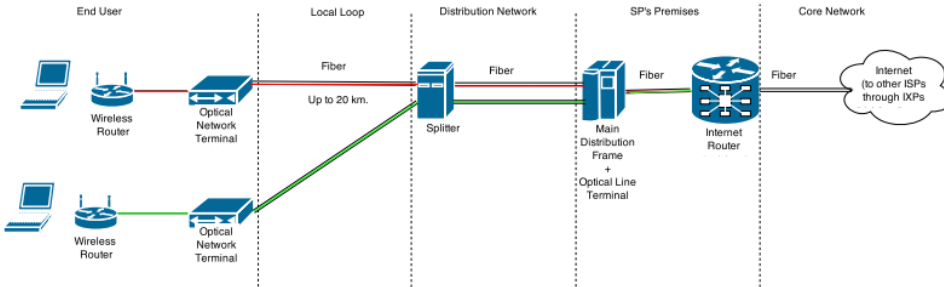 End User
Local Loop
Distribution Network
SP's Premises
Core Network
Fiber
Fiber
Fiber
Fiber
Up to 20 km.
Internet
(to other ISPs
through IXPs
Wireless
Router
Optical
Network
Terminal
Splitter
Main
Distribution
Frame
+
Optical Line
Terminal
Internet
Router
Wireless
Router
Optical
Network
Terminal